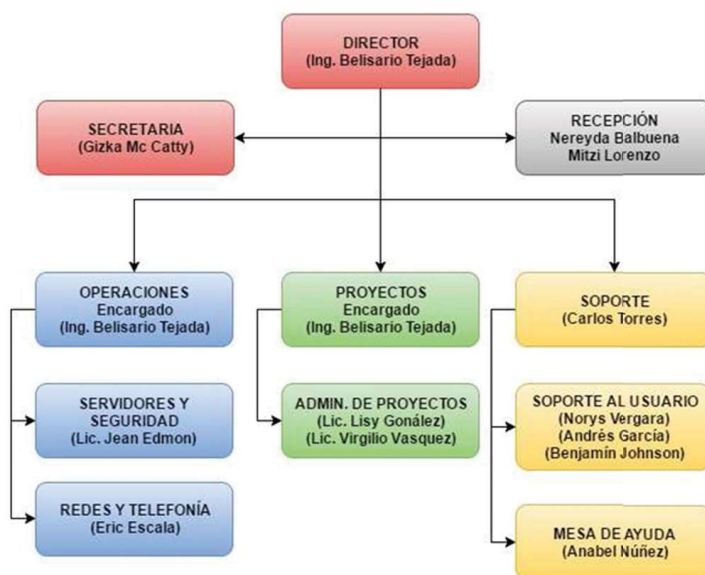 DIRECTOR
(Ing. Belisario Tejada)
SECRETARIA
(Gizka Mc Catty)
RECEPCIÓN
Nereyda Balbuena
Mitzi Lorenzo
OPERACIONES
Encargado
(Ing. Belisario Tejada)
PROYECTOS
Encargado
(Ing. Belisario Tejada)
SOPORTE
(Carlos Torres)
SERVIDORES Y
SEGURIDAD
(Lic. Jean Edmon)
ADMIN. DE PROYECTOS
(Lic. Lisy Gonález)
(Lic. Virgilio Vasquez)
SOPORTE AL USUARIO
(Norys Vergara)
(Andrés García)
(Benjamín Johnson)
REDES Y TELEFONÍA
(Eric Escala)
MESA DE AYUDA
(Anabel Núñez)